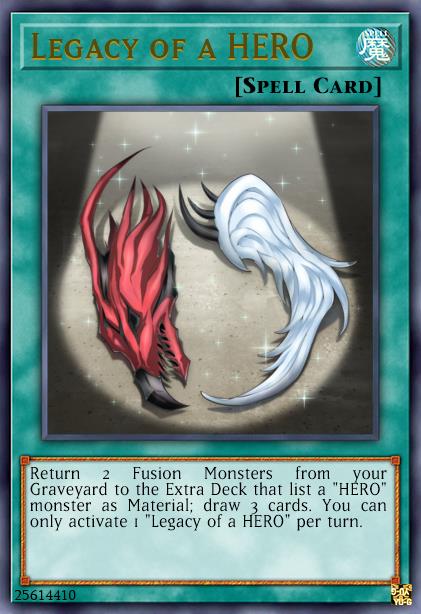 LEGACY OF A HERO
[SPELL CARD]
Return 2 Fusion Monsters from your
Graveyard to the Extra Deck that list a "HERO"
monster as Material; draw 3 cards. You can
only activate 1 "Legacy of a HERO" per turn.
25614410